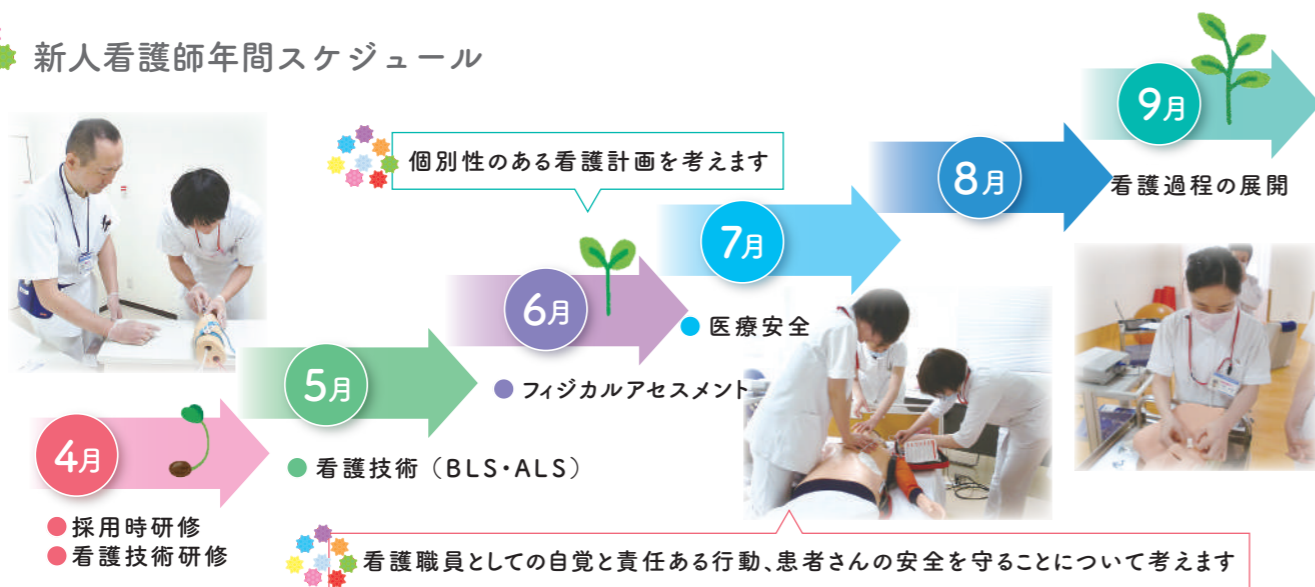 新人看護師年間スケジュール
4月
採用時研修
看護技術研修
5月
看護技術（BLS・ALS）
6月
フィジカルアセスメント
個別性のある看護計画を考えます
7月
医療安全
8月
9月
看護過程の展開
看護職員としての自覚と責任ある行動、患者さんの安全を守ることについて考えます